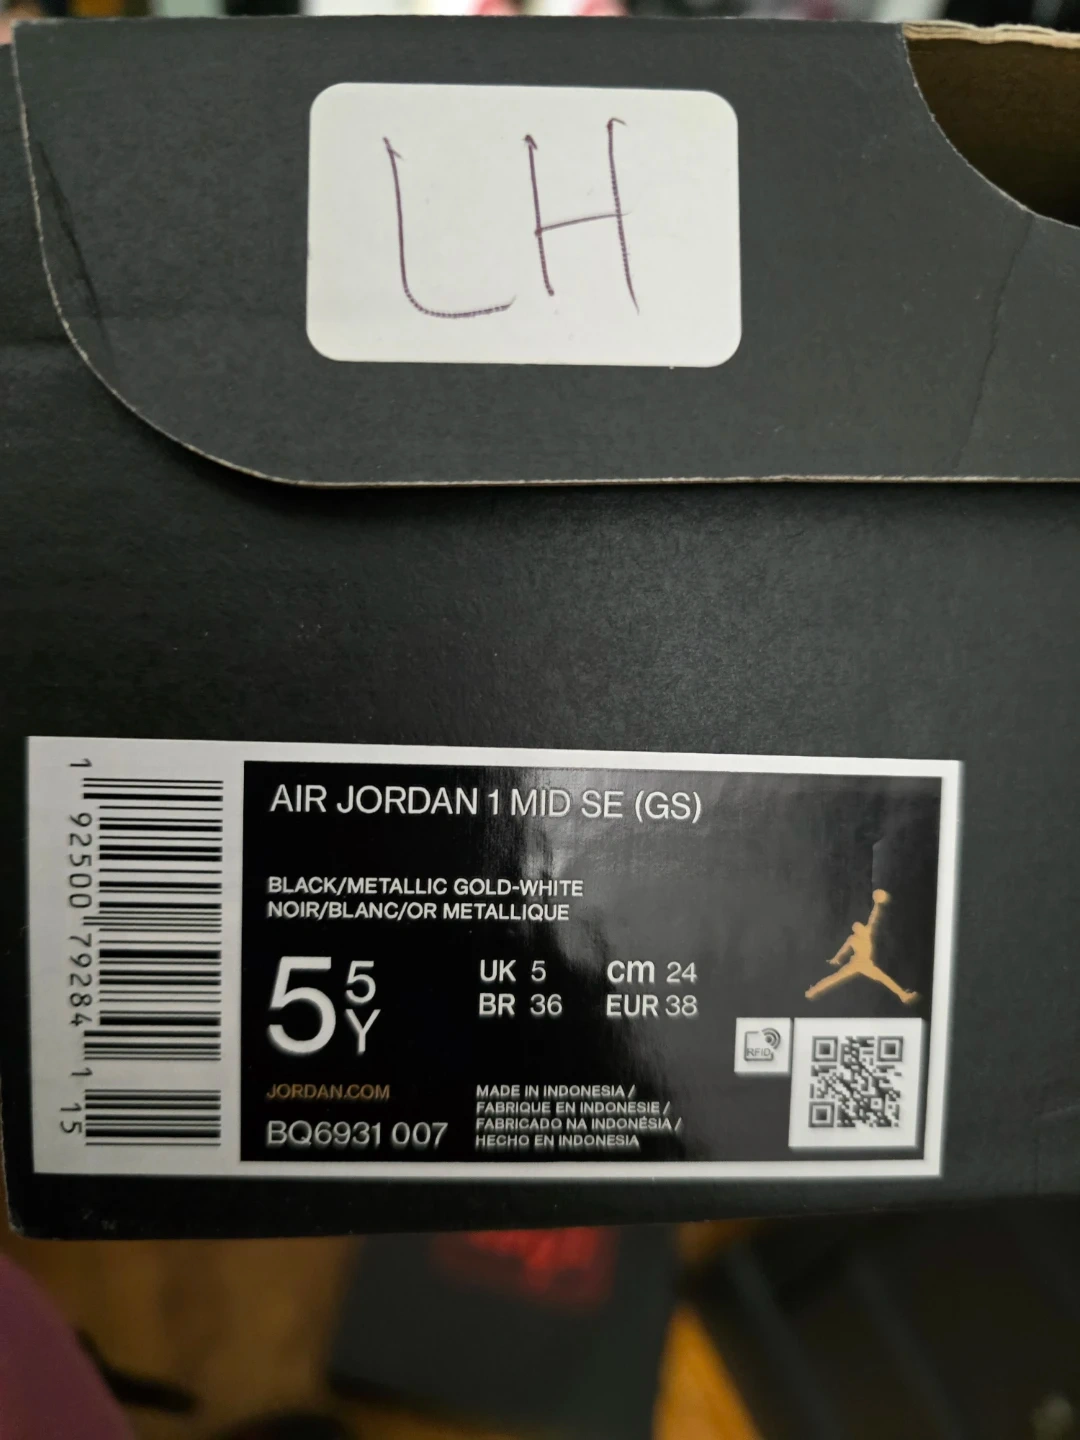 LH
AIR JORDAN 1 MID SE (GS)
BLACK/METALLIC GOLD-WHITE
NOIR/BLANC/OR METALLIQUE
5 5Y
UK 5 cm 24
BR 36 EUR 38
RFID
JORDAN.COM
BQ6931 007
MADE IN INDONESIA /
FABRIQUE EN INDONESIE /
FABRICADO NA INDONÉSIA /
HECHO EN INDONESIA
1 92500 79284 1 15